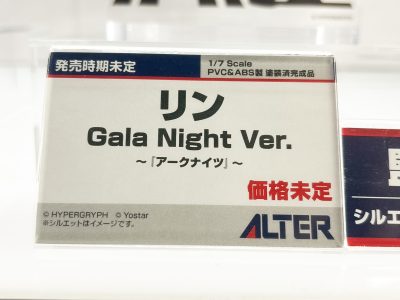 発売時期未定
1/7 Scale
PVC&ABS製 塗装済完成品
リン
Gala Night Ver.
~『アークナイツ』~
価格未定
© HYPERGRYPH © Yostar
※シルエットはイメージです。
ALTER
シルエ